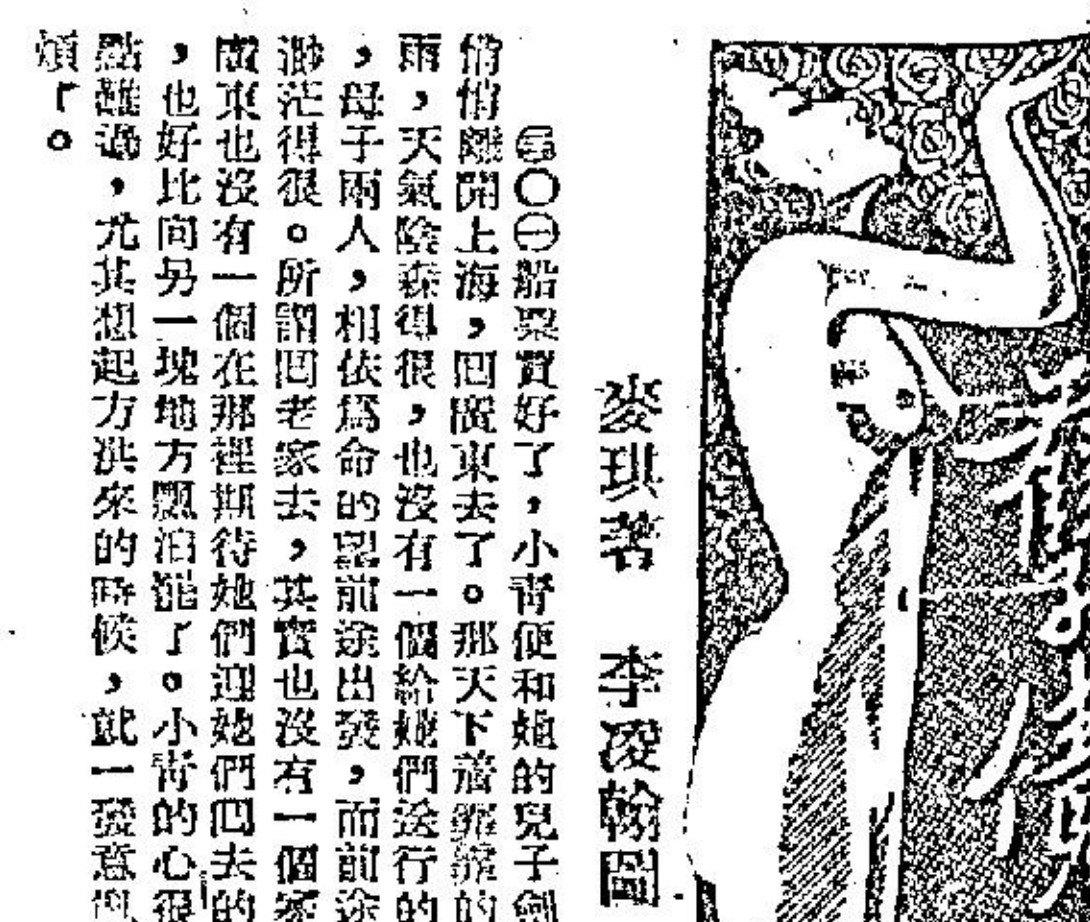 麥琪著　李凌翰圖
〇㊀船票買好了，小青便和她的兒子劍
悄悄離開上海，回廣東去了。那天下着霏霏的
雨，天氣陰森得很，也沒有一個給她們送行的
，母子兩人，相依爲命的望前途出發，而前途
渺茫得很。所謂回老家去，其實也沒有一個家
廣東也沒有一個在那裡期待她們迎她們回去的
，也好比向另一塊地方飄泊罷了。小青的心很
點難過，尤其想起方洪來的時候，就一發意亂
煩了。